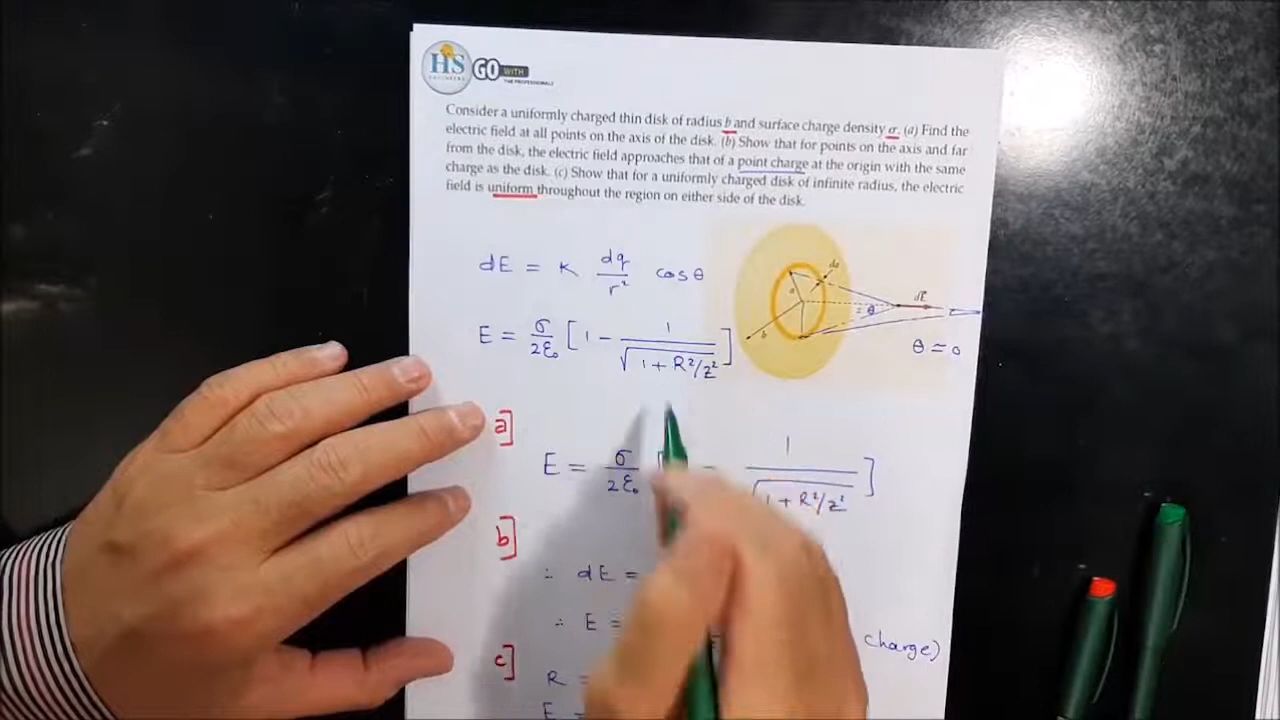 HS
ENGINEERS
GO WITH
THE PROFESSIONALS
Consider a uniformly charged thin disk of radius b and surface charge density σ. (a) Find the
electric field at all points on the axis of the disk. (b) Show that for points on the axis and far
from the disk, the electric field approaches that of a point charge at the origin with the same
charge as the disk. (c) Show that for a uniformly charged disk of infinite radius, the electric
field is uniform throughout the region on either side of the disk.
dE = K dq/r² cosθ
da
a
b
θ
dE
θ ≈ 0
E = σ/2ε₀ [1 - 1/√(1 + R²/z²)]
a]
E = σ/2ε₀ [ - 1/√(1 + R²/z²)]
b]
∴ dE =
∴ E = charge)
c]
R =
E =